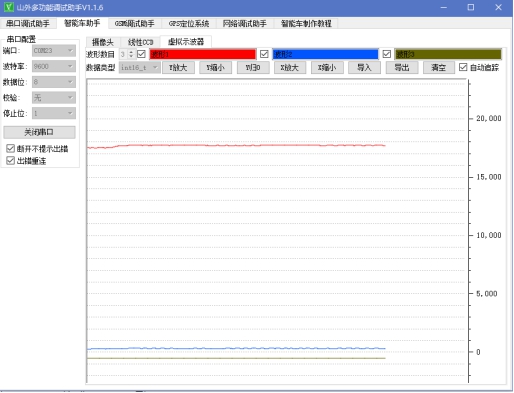 山外多功能调试助手V1.1.6
串口调试助手 智能车助手 GSM调试助手 GPS定位系统 网络调试助手 智能车制作教程
串口配置
端口: COM23
波特率: 9600
数据位: 8
校验: 无
停止位: 1
关闭串口
断开不提示出错
出错重连
摄像头 线性CCD 虚拟示波器
波形数目 3 波形1 波形2 波形3
数据类型 int16_t Y放大 Y缩小 Y归0 X放大 X缩小 导入 导出 清空 自动追踪
20,000
15,000
10,000
5,000
0